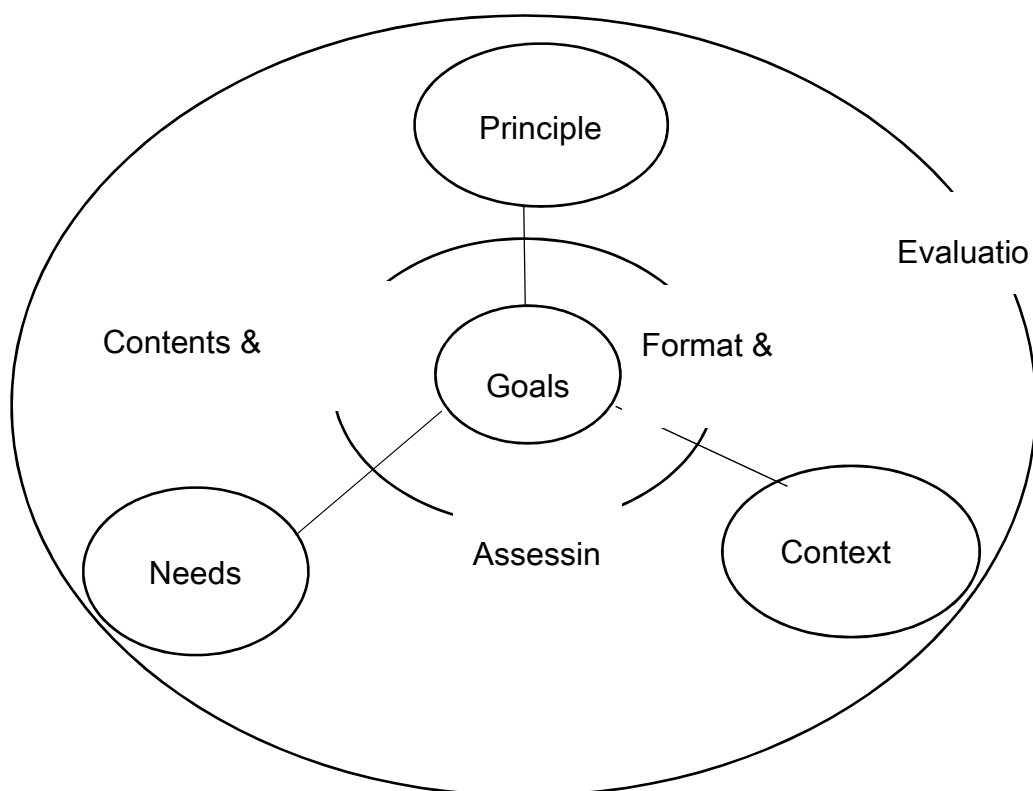 Principle
Evaluatio
Contents &
Format &
Goals
Assessin
Needs
Context